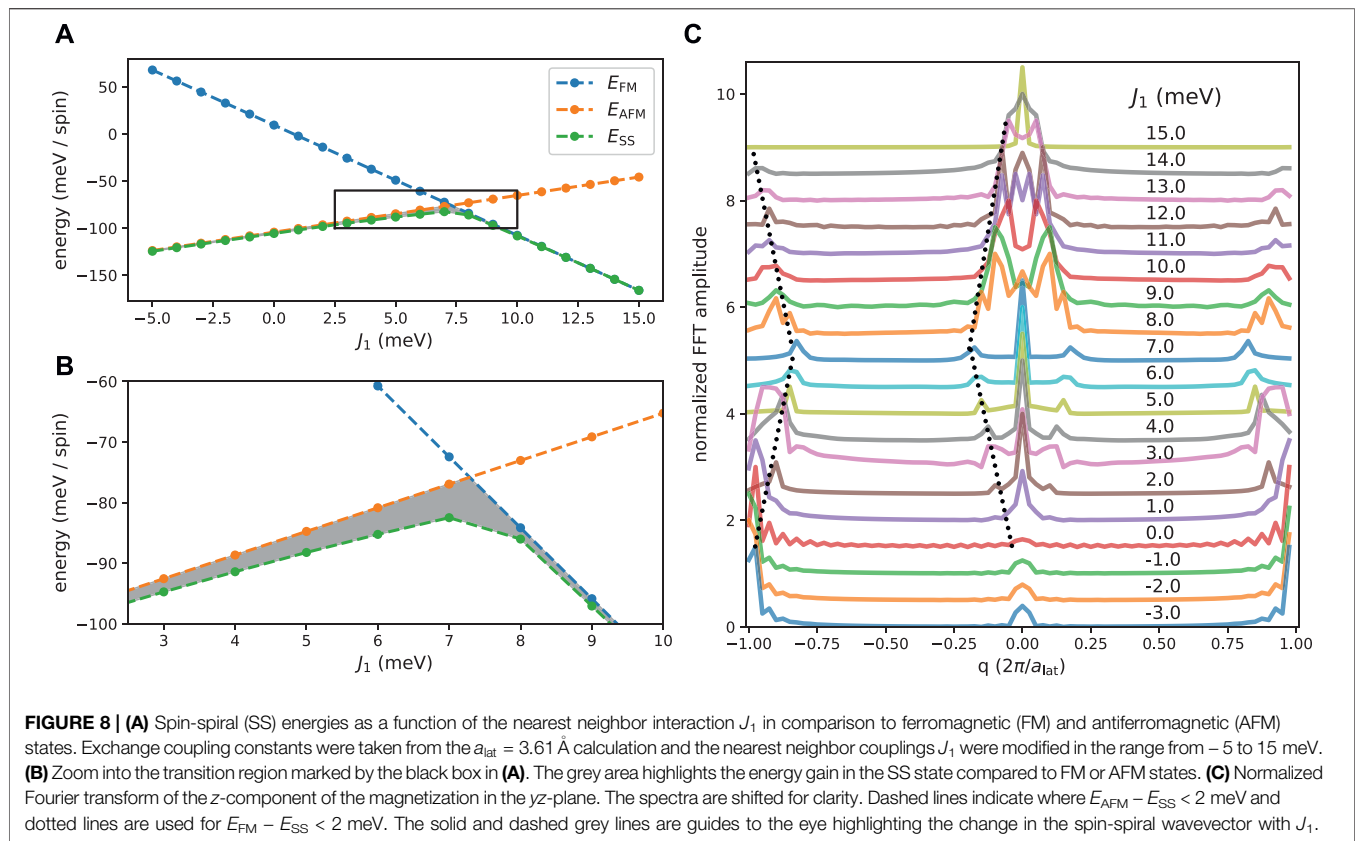 A
energy (meV / spin)
50
0
−50
−100
−150
E_FM
E_AFM
E_SS
−5.0 −2.5 0.0 2.5 5.0 7.5 10.0 12.5 15.0
J₁ (meV)
B
energy (meV / spin)
−60
−70
−80
−90
−100
3 4 5 6 7 8 9 10
J₁ (meV)
C
normalized FFT amplitude
10
8
6
4
2
0
J₁ (meV)
15.0
14.0
13.0
12.0
11.0
10.0
9.0
8.0
7.0
6.0
5.0
4.0
3.0
2.0
1.0
0.0
-1.0
-2.0
-3.0
−1.00 −0.75 −0.50 −0.25 0.00 0.25 0.50 0.75 1.00
q (2π/a_lat)
FIGURE 8 | (A) Spin-spiral (SS) energies as a function of the nearest neighbor interaction J₁ in comparison to ferromagnetic (FM) and antiferromagnetic (AFM)
states. Exchange coupling constants were taken from the a_lat = 3.61 Å calculation and the nearest neighbor couplings J₁ were modified in the range from − 5 to 15 meV.
(B) Zoom into the transition region marked by the black box in (A). The grey area highlights the energy gain in the SS state compared to FM or AFM states. (C) Normalized
Fourier transform of the z-component of the magnetization in the yz-plane. The spectra are shifted for clarity. Dashed lines indicate where E_AFM − E_SS < 2 meV and
dotted lines are used for E_FM − E_SS < 2 meV. The solid and dashed grey lines are guides to the eye highlighting the change in the spin-spiral wavevector with J₁.